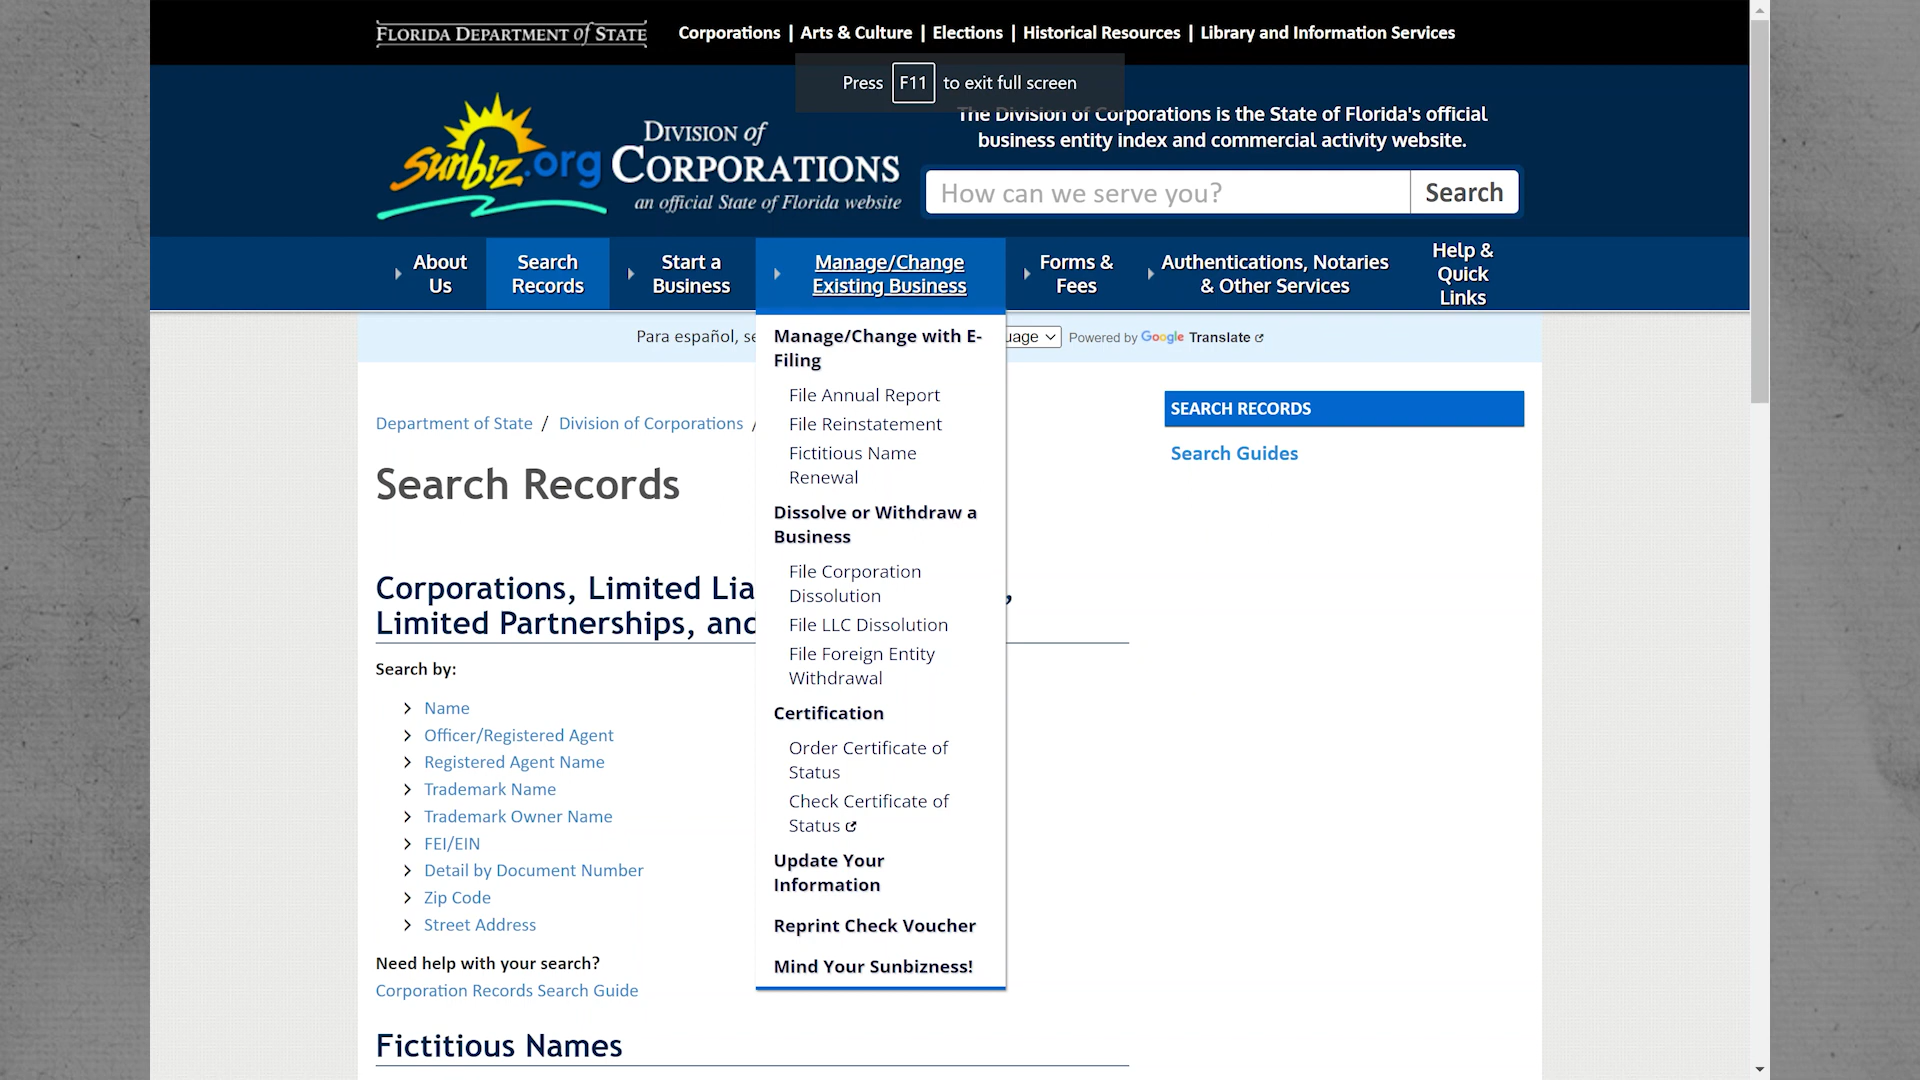 FLORIDA DEPARTMENT of STATE
Corporations | Arts & Culture | Elections | Historical Resources | Library and Information Services
Press F11 to exit full screen
Sunbiz.org
DIVISION of
CORPORATIONS
an official State of Florida website
The Division of Corporations is the State of Florida's official
business entity index and commercial activity website.
How can we serve you?
Search
About
Us
Search
Records
Start a
Business
Manage/Change
Existing Business
Forms &
Fees
Authentications, Notaries
& Other Services
Help &
Quick
Links
Para español, se
uage
Powered by Google Translate
Manage/Change with E-
Filing
File Annual Report
File Reinstatement
Fictitious Name
Renewal
Dissolve or Withdraw a
Business
File Corporation
Dissolution
File LLC Dissolution
File Foreign Entity
Withdrawal
Certification
Order Certificate of
Status
Check Certificate of
Status
Update Your
Information
Reprint Check Voucher
Mind Your Sunbizness!
Department of State / Division of Corporations /
Search Records
Corporations, Limited Lia ,
Limited Partnerships, and
Search by:
Name
Officer/Registered Agent
Registered Agent Name
Trademark Name
Trademark Owner Name
FEI/EIN
Detail by Document Number
Zip Code
Street Address
Need help with your search?
Corporation Records Search Guide
Fictitious Names
SEARCH RECORDS
Search Guides